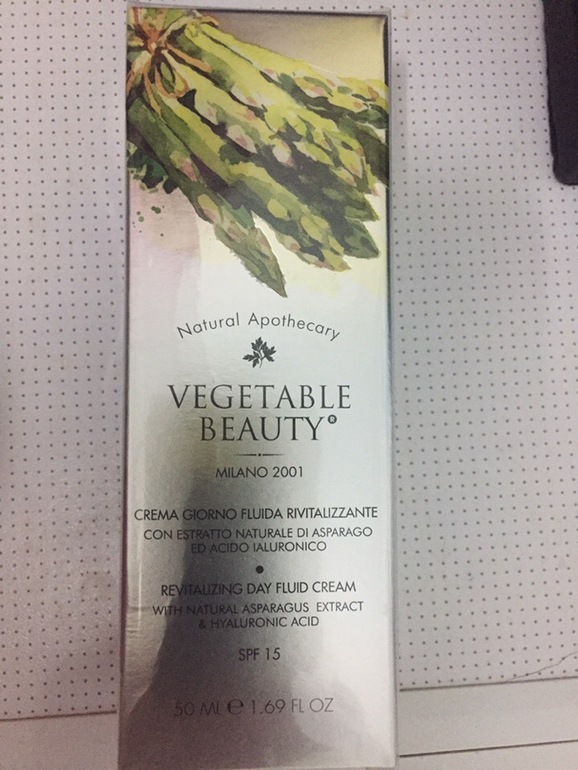 Natural Apothecary
VEGETABLE
BEAUTY®
MILANO 2001
CREMA GIORNO FLUIDA RIVITALIZZANTE
CON ESTRATTO NATURALE DI ASPARAGO
ED ACIDO IALURONICO
•
REVITALIZING DAY FLUID CREAM
WITH NATURAL ASPARAGUS EXTRACT
& HYALURONIC ACID
SPF 15
50 ML ℮ 1.69 FL OZ